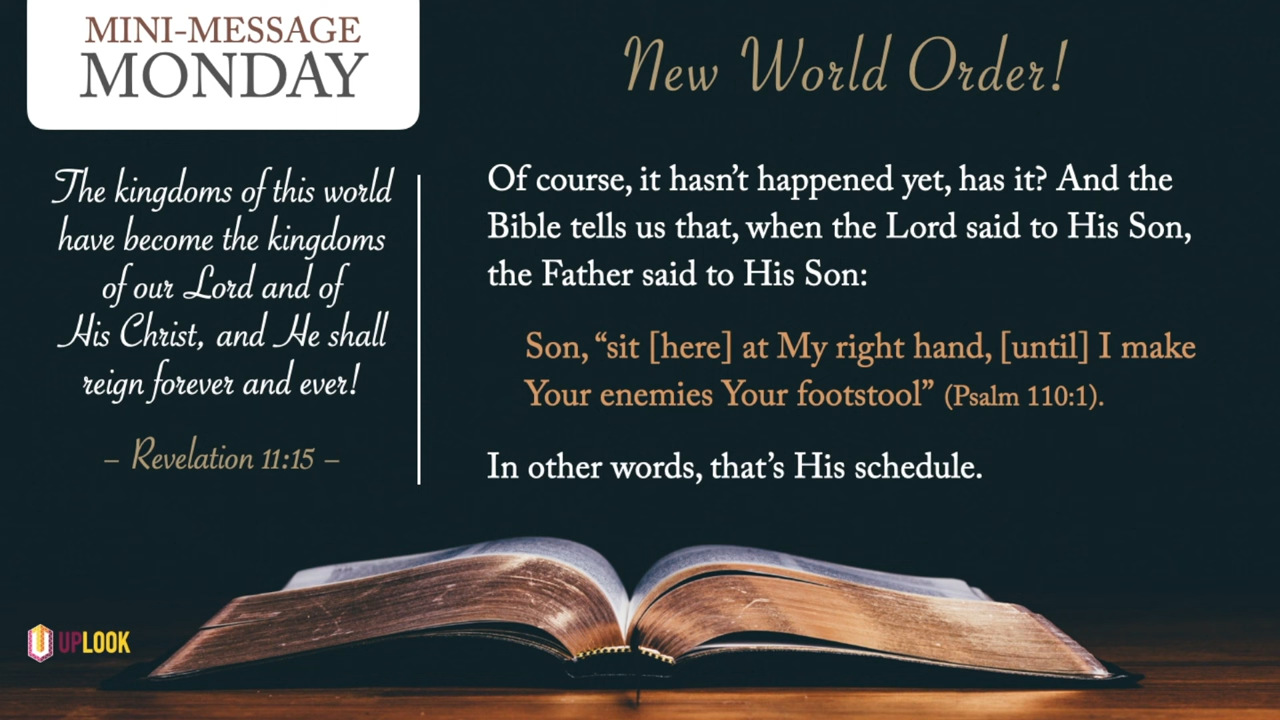 MINI-MESSAGE
MONDAY
The kingdoms of this world
have become the kingdoms
of our Lord and of
His Christ, and He shall
reign forever and ever!
– Revelation 11:15 –
New World Order!
Of course, it hasn’t happened yet, has it? And the
Bible tells us that, when the Lord said to His Son,
the Father said to His Son:
Son, “sit [here] at My right hand, [until] I make
Your enemies Your footstool” (Psalm 110:1).
In other words, that’s His schedule.
UPLOOK